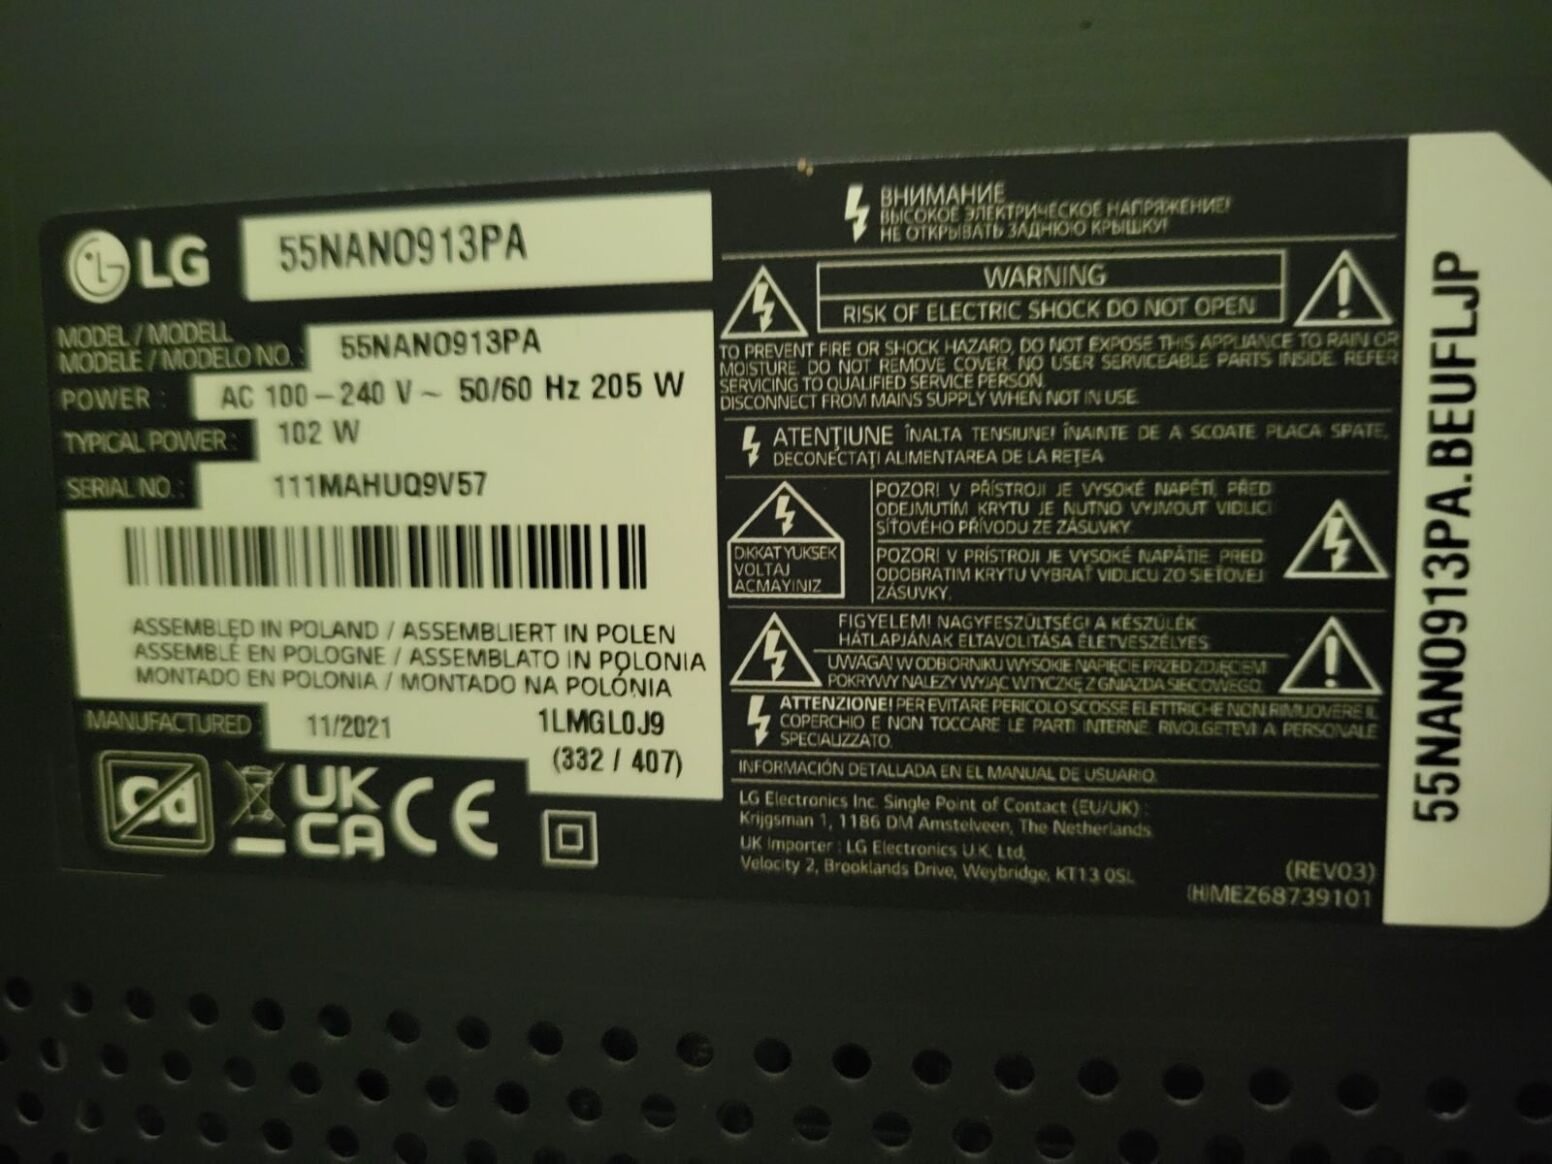 LG
55NANO913PA
MODEL / MODELL
MODÈLE / MODELO NO. : 55NANO913PA
POWER : AC 100 – 240 V ~ 50/60 Hz 205 W
TYPICAL POWER : 102 W
SERIAL NO. : 111MAHUQ9V57
ASSEMBLED IN POLAND / ASSEMBLIERT IN POLEN
ASSEMBLÉ EN POLOGNE / ASSEMBLATO IN POLONIA
MONTADO EN POLONIA / MONTADO NA POLÓNIA
MANUFACTURED 11/2021 1LMGL0J9
(332 / 407)
Cd
UK
CA
CE
ВНИМАНИЕ
ВЫСОКОЕ ЭЛЕКТРИЧЕСКОЕ НАПРЯЖЕНИЕ!
НЕ ОТКРЫВАТЬ ЗАДНЮЮ КРЫШКУ!
WARNING
RISK OF ELECTRIC SHOCK DO NOT OPEN
TO PREVENT FIRE OR SHOCK HAZARD, DO NOT EXPOSE THIS APPLIANCE TO RAIN OR
MOISTURE. DO NOT REMOVE COVER. NO USER SERVICEABLE PARTS INSIDE. REFER
SERVICING TO QUALIFIED SERVICE PERSON.
DISCONNECT FROM MAINS SUPPLY WHEN NOT IN USE.
ATENȚIUNE ÎNALTA TENSIUNE! ÎNAINTE DE A SCOATE PLACA SPATE,
DECONECTAȚI ALIMENTAREA DE LA REȚEA
DIKKAT YUKSEK
VOLTAJ
ACMAYINIZ
POZOR! V PŘÍSTROJI JE VYSOKÉ NAPĚTÍ, PŘED
ODEJMUTÍM KRYTU JE NUTNO VYJMOUT VIDLICI
SÍŤOVÉHO PŘÍVODU ZE ZÁSUVKY.
POZOR! V PRÍSTROJI JE VYSOKÉ NAPÄTIE, PRED
ODOBRATIM KRYTU VYBRAŤ VIDLICU ZO SIEŤOVEJ
ZÁSUVKY.
FIGYELEM! NAGYFESZÜLTSÉG! A KÉSZÜLÉK
HÁTLAPJÁNAK ELTÁVOLÍTÁSA ÉLETVESZÉLYES
UWAGA! W ODBIORNIKU WYSOKIE NAPIĘCIE PRZED ZDJĘCIEM
POKRYWY NALEŻY WYJĄĆ WTYCZKĘ Z GNIAZDA SIECIOWEGO
ATTENZIONE! PER EVITARE PERICOLO SCOSSE ELETTRICHE NON RIMUOVERE IL
COPERCHIO E NON TOCCARE LE PARTI INTERNE RIVOLGETEVI A PERSONALE
SPECIALIZZATO.
INFORMACIÓN DETALLADA EN EL MANUAL DE USUARIO.
LG Electronics Inc. Single Point of Contact (EU/UK) :
Krijgsman 1, 1186 DM Amstelveen, The Netherlands
UK Importer : LG Electronics U.K. Ltd,
Velocity 2, Brooklands Drive, Weybridge, KT13 0SL
(REV03)
(H)MEZ68739101
55NANO913PA.BEUFLJP